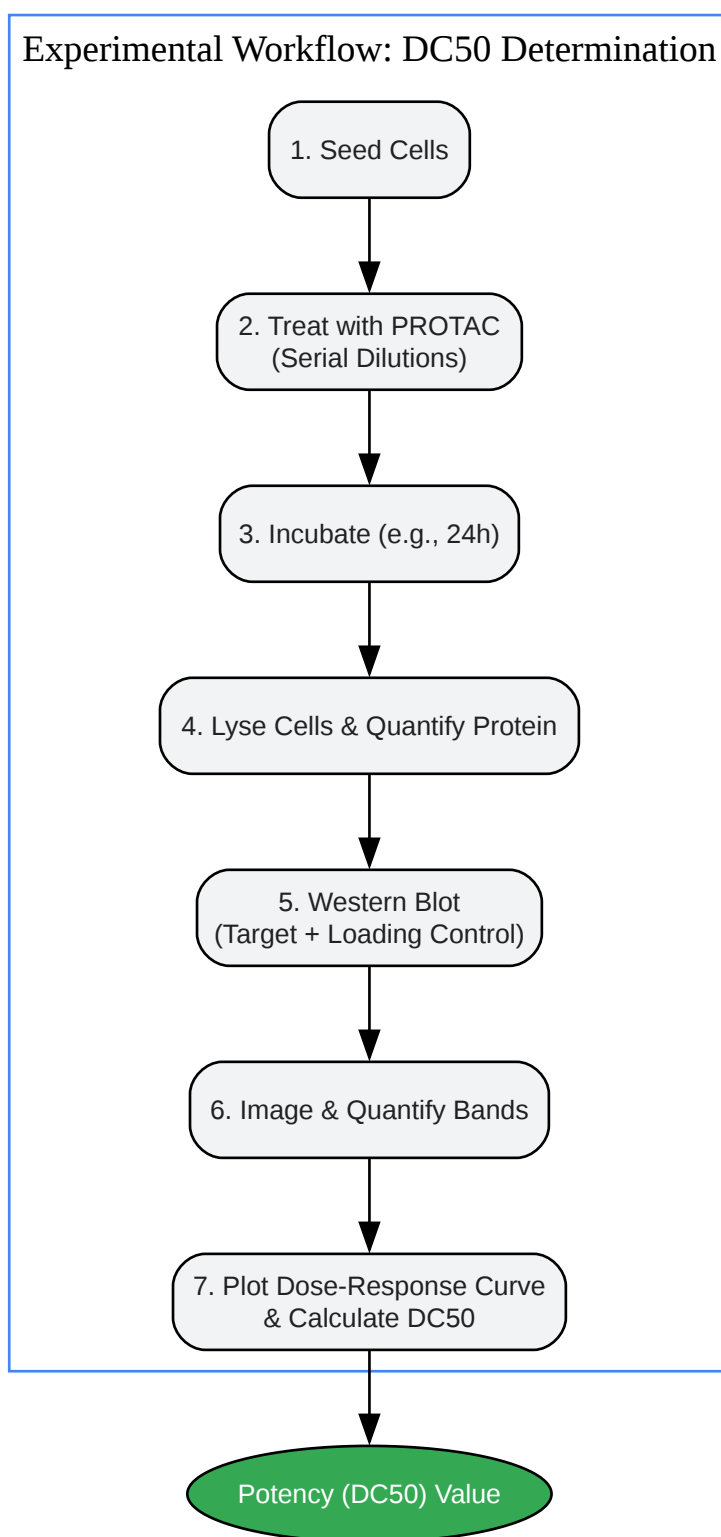 Experimental Workflow: DC50 Determination
1. Seed Cells
2. Treat with PROTAC
(Serial Dilutions)
3. Incubate (e.g., 24h)
4. Lyse Cells & Quantify Protein
5. Western Blot
(Target + Loading Control)
6. Image & Quantify Bands
7. Plot Dose-Response Curve
& Calculate DC50
Potency (DC50) Value